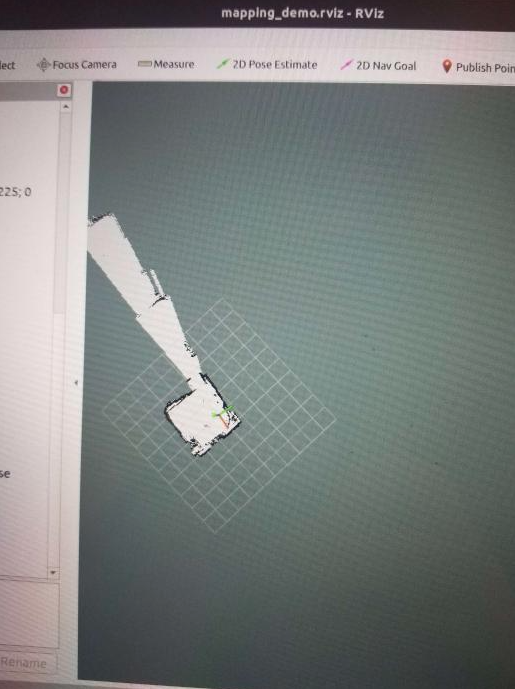 mapping_demo.rviz - RViz
lect Focus Camera Measure 2D Pose Estimate 2D Nav Goal Publish Poin
225; 0
se
Rename